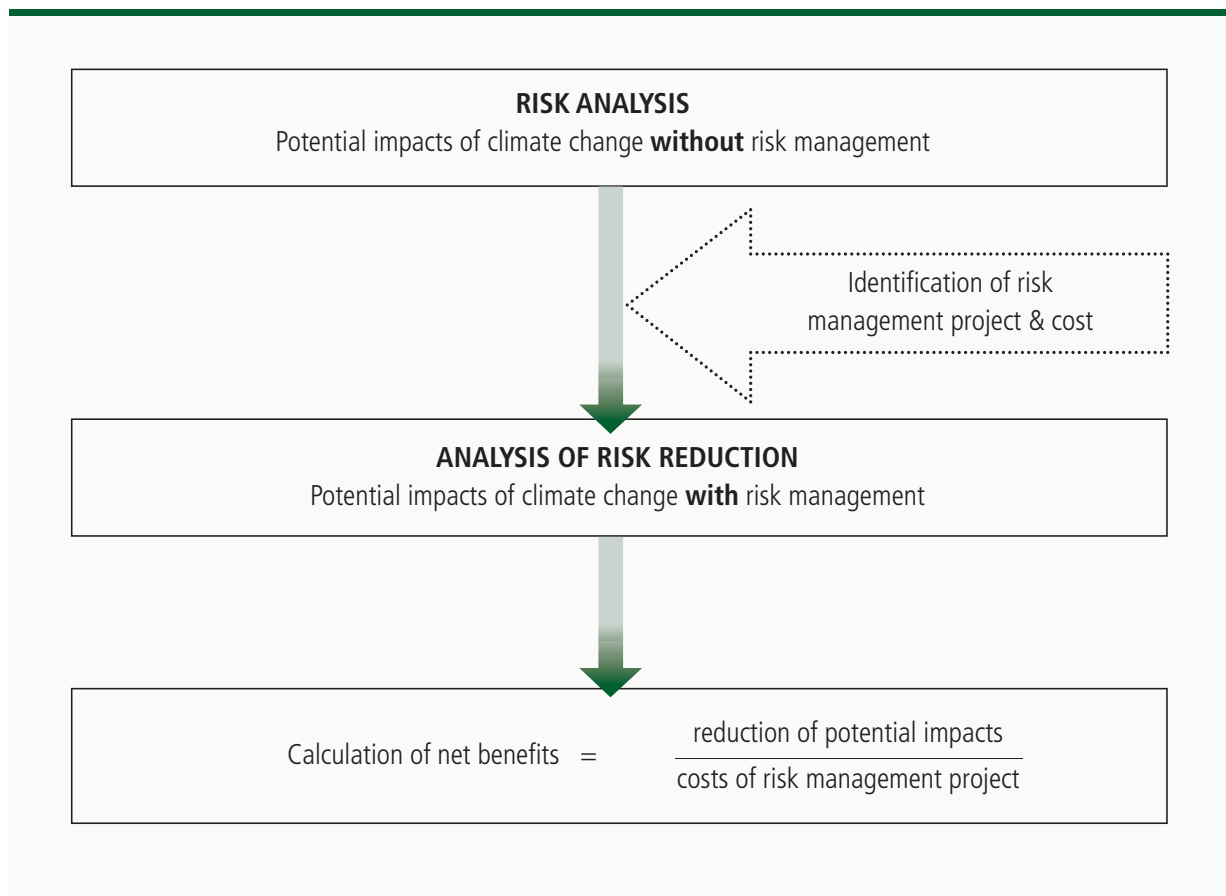 RISK ANALYSIS
Potential impacts of climate change without risk management
Identification of risk
management project & cost
ANALYSIS OF RISK REDUCTION
Potential impacts of climate change with risk management
Calculation of net benefits = reduction of potential impacts
costs of risk management project